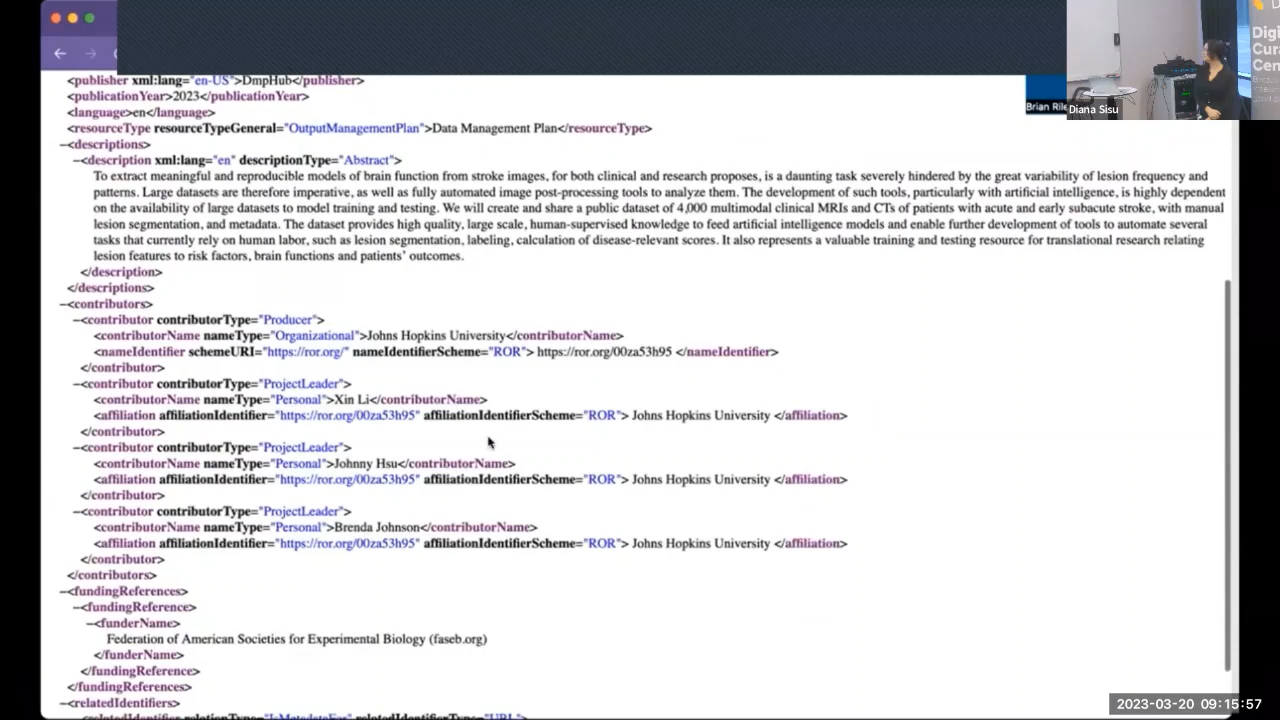 <publisher xml:lang="en-US">DmpHub</publisher>
<publicationYear>2023</publicationYear>
<language>en</language>
<resourceType resourceTypeGeneral="OutputManagementPlan">Data Management Plan</resourceType>
−<descriptions>
−<description xml:lang="en" descriptionType="Abstract">
To extract meaningful and reproducible models of brain function from stroke images, for both clinical and research proposes, is a daunting task severely hindered by the great variability of lesion frequency and
patterns. Large datasets are therefore imperative, as well as fully automated image post-processing tools to analyze them. The development of such tools, particularly with artificial intelligence, is highly dependent
on the availability of large datasets to model training and testing. We will create and share a public dataset of 4,000 multimodal clinical MRIs and CTs of patients with acute and early subacute stroke, with manual
lesion segmentation, and metadata. The dataset provides high quality, large scale, human-supervised knowledge to feed artificial intelligence models and enable further development of tools to automate several
tasks that currently rely on human labor, such as lesion segmentation, labeling, calculation of disease-relevant scores. It also represents a valuable training and testing resource for translational research relating
lesion features to risk factors, brain functions and patients' outcomes.
</description>
</descriptions>
−<contributors>
−<contributor contributorType="Producer">
<contributorName nameType="Organizational">Johns Hopkins University</contributorName>
<nameIdentifier schemeURI="https://ror.org/" nameIdentifierScheme="ROR"> https://ror.org/00za53h95 </nameIdentifier>
</contributor>
−<contributor contributorType="ProjectLeader">
<contributorName nameType="Personal">Xin Li</contributorName>
<affiliation affiliationIdentifier="https://ror.org/00za53h95" affiliationIdentifierScheme="ROR"> Johns Hopkins University </affiliation>
</contributor>
−<contributor contributorType="ProjectLeader">
<contributorName nameType="Personal">Johnny Hsu</contributorName>
<affiliation affiliationIdentifier="https://ror.org/00za53h95" affiliationIdentifierScheme="ROR"> Johns Hopkins University </affiliation>
</contributor>
−<contributor contributorType="ProjectLeader">
<contributorName nameType="Personal">Brenda Johnson</contributorName>
<affiliation affiliationIdentifier="https://ror.org/00za53h95" affiliationIdentifierScheme="ROR"> Johns Hopkins University </affiliation>
</contributor>
</contributors>
−<fundingReferences>
−<fundingReference>
−<funderName>
Federation of American Societies for Experimental Biology (faseb.org)
</funderName>
</fundingReference>
</fundingReferences>
−<relatedIdentifiers>
<relatedIdentifier relationType="IsMetadataFor" relatedIdentifierType="URL">
Brian Rile
Diana Sisu
Digi
Cura
Cen
2023-03-20 09:15:57